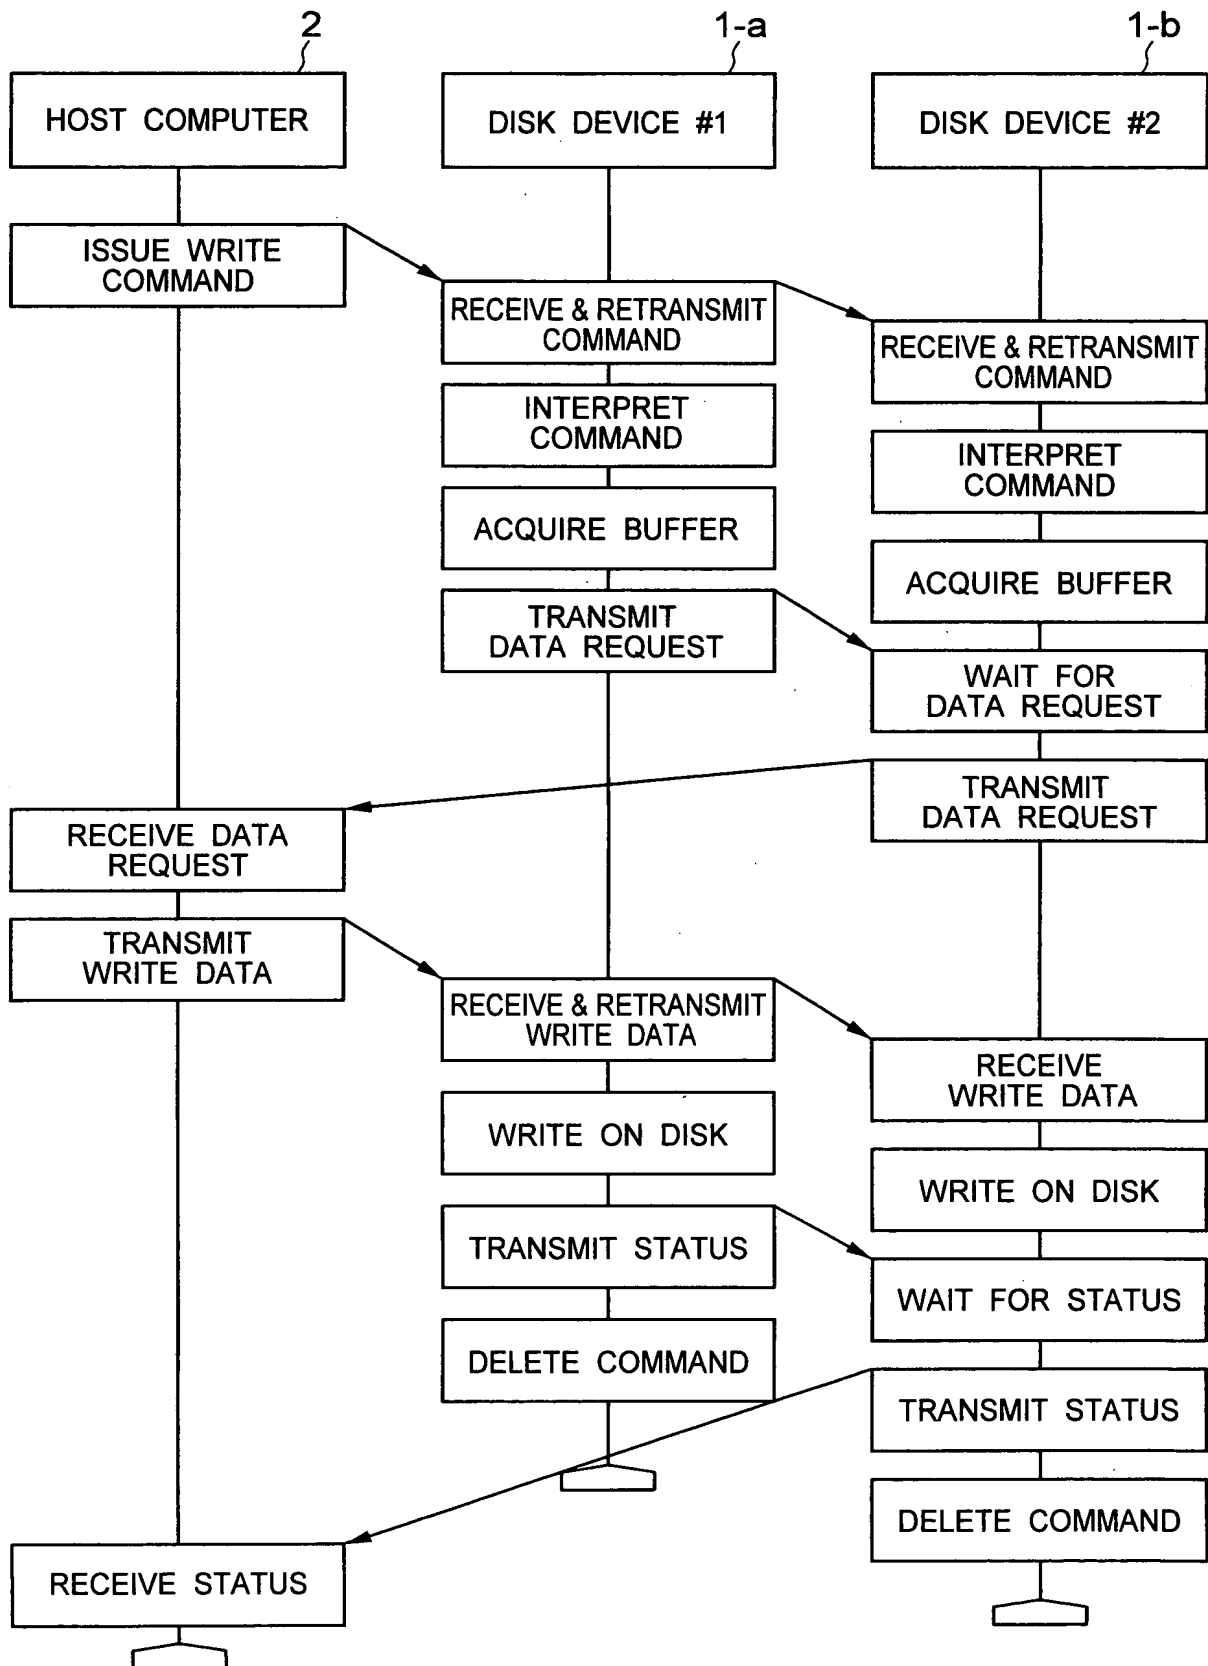 2
1-a
1-b
HOST COMPUTER
DISK DEVICE #1
DISK DEVICE #2
ISSUE WRITE
COMMAND
RECEIVE & RETRANSMIT
COMMAND
RECEIVE & RETRANSMIT
COMMAND
INTERPRET
COMMAND
INTERPRET
COMMAND
ACQUIRE BUFFER
ACQUIRE BUFFER
TRANSMIT
DATA REQUEST
WAIT FOR
DATA REQUEST
TRANSMIT
DATA REQUEST
RECEIVE DATA
REQUEST
TRANSMIT
WRITE DATA
RECEIVE & RETRANSMIT
WRITE DATA
RECEIVE
WRITE DATA
WRITE ON DISK
WRITE ON DISK
TRANSMIT STATUS
WAIT FOR STATUS
DELETE COMMAND
TRANSMIT STATUS
DELETE COMMAND
RECEIVE STATUS